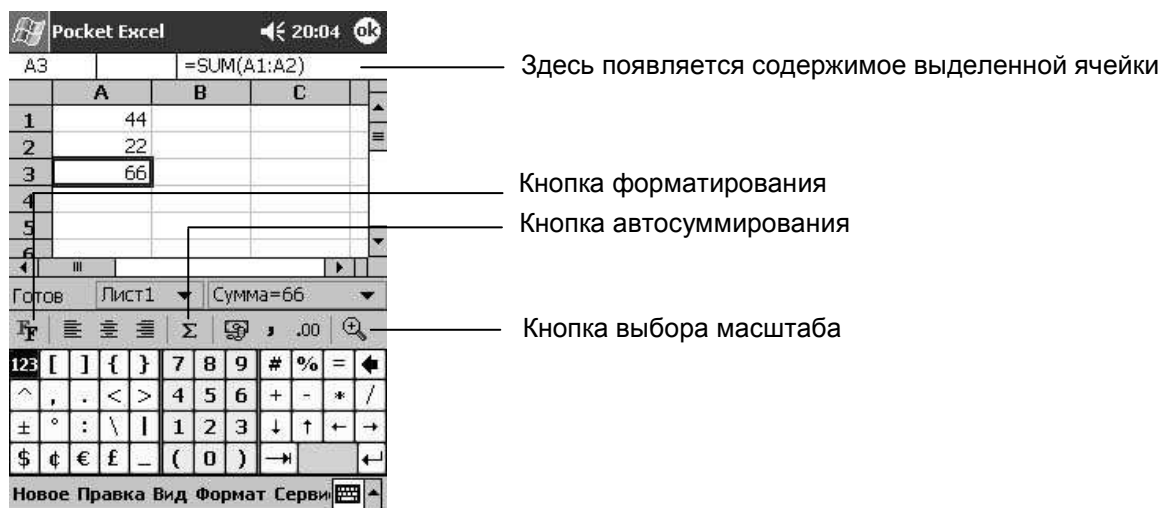 Pocket Excel 20:04 ok
A3 =SUM(A1:A2)
Здесь появляется содержимое выделенной ячейки
A B C
1 44
2 22
3 66
4
5
6
Кнопка форматирования
Кнопка автосуммирования
Готов Лист1 Сумма=66
Σ , .00
Кнопка выбора масштаба
123 [ ] { } 7 8 9 # % =
^ , . < > 4 5 6 + - * /
± ° : \ | 1 2 3 ↓ ↑ ← →
$ ¢ € £ _ ( 0 )
Новое Правка Вид Формат Серви